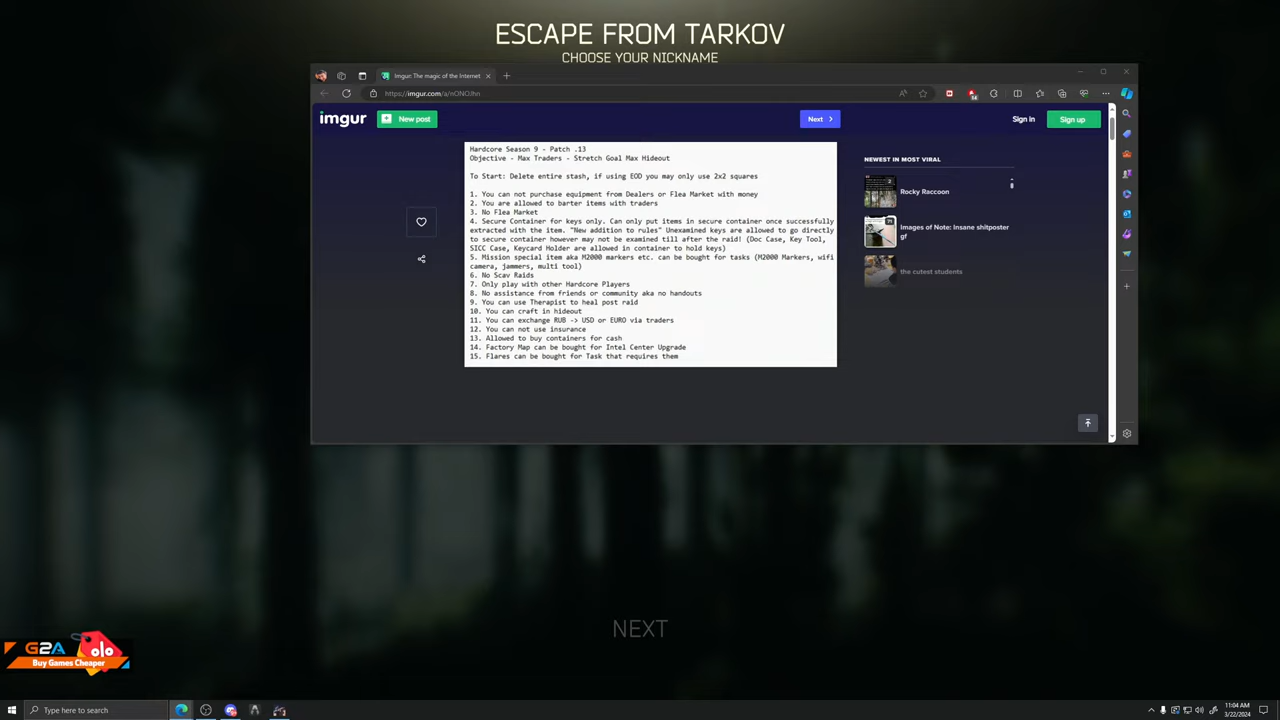 ESCAPE FROM TARKOV
CHOOSE YOUR NICKNAME
Imgur: The magic of the Internet
https://imgur.com/a/nONOJhn
imgur
New post
Next
Sign in
Sign up
Hardcore Season 9 - Patch .13
Objective - Max Traders - Stretch Goal Max Hideout
To Start: Delete entire stash, if using EOD you may only use 2x2 squares
1. You can not purchase equipment from Dealers or Flea Market with money
2. You are allowed to barter items with traders
3. No Flea Market
4. Secure Container for keys only. Can only put items in secure container once successfully
extracted with the item. "New addition to rules" Unexamined keys are allowed to go directly
to secure container however may not be examined till after the raid! (Doc Case, Key Tool,
SICC Case, Keycard Holder are allowed in container to hold keys)
5. Mission special item aka M2000 markers etc. can be bought for tasks (M2000 Markers, wifi
camera, jammers, multi tool)
6. No Scav Raids
7. Only play with other Hardcore Players
8. No assistance from friends or community aka no handouts
9. You can use Therapist to heal post raid
10. You can craft in hideout
11. You can exchange RUB -> USD or EURO via traders
12. You can not use insurance
13. Allowed to buy containers for cash
14. Factory Map can be bought for Intel Center Upgrade
15. Flares can be bought for Task that requires them
NEWEST IN MOST VIRAL
Rocky Raccoon
Images of Note: Insane shitposter
gf
the cutest students
NEXT
G2A
Buy Games Cheaper
Type here to search
11:04 AM
3/22/2024